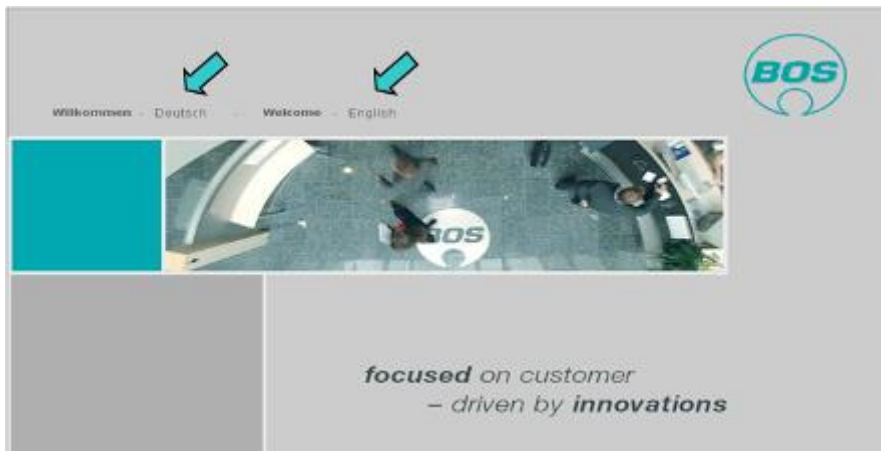 BOS
Willkommen - Deutsch - Welcome - English
BOS
focused on customer
– driven by innovations